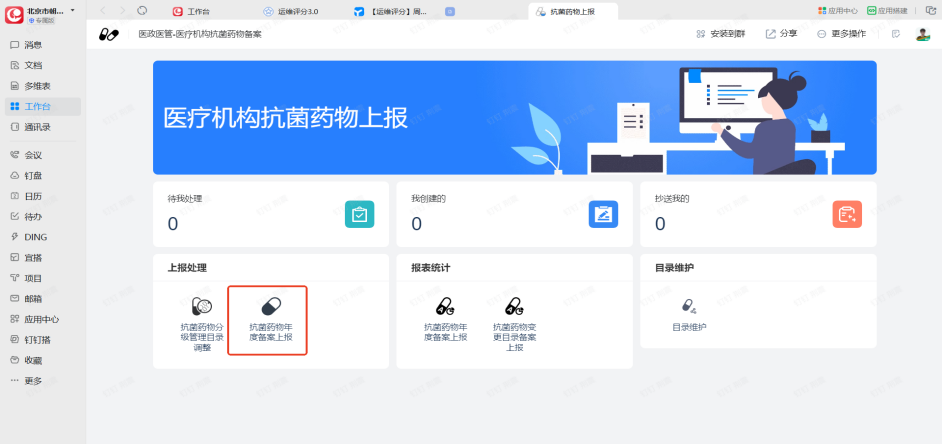 北京市朝...
专属版
工作台
运维评分3.0
【运维评分】周...
抗菌药物上报
应用中心
应用搭建
医政医管-医疗机构抗菌药物备案
安装到群
分享
更多操作
消息
文档
多维表
工作台
通讯录
会议
钉盘
日历
待办
DING
宜搭
项目
邮箱
应用中心
钉钉搭
收藏
更多
医疗机构抗菌药物上报
待我处理
0
我创建的
0
抄送我的
0
上报处理
抗菌药物分
级管理目录
调整
抗菌药物年
度备案上报
报表统计
抗菌药物年
度备案上报
抗菌药物变
更目录备案
上报
目录维护
目录维护